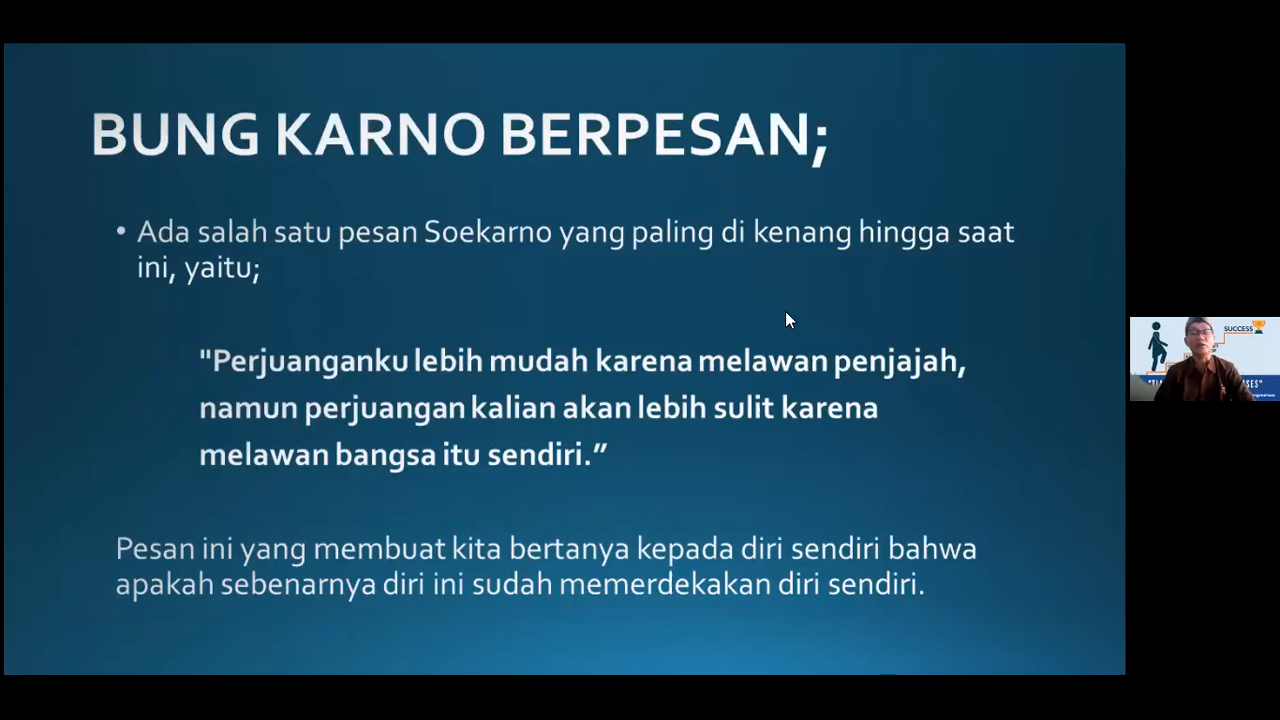 BUNG KARNO BERPESAN;
• Ada salah satu pesan Soekarno yang paling di kenang hingga saat
ini, yaitu;
"Perjuanganku lebih mudah karena melawan penjajah,
namun perjuangan kalian akan lebih sulit karena
melawan bangsa itu sendiri.”
Pesan ini yang membuat kita bertanya kepada diri sendiri bahwa
apakah sebenarnya diri ini sudah memerdekakan diri sendiri.
SUCCESS